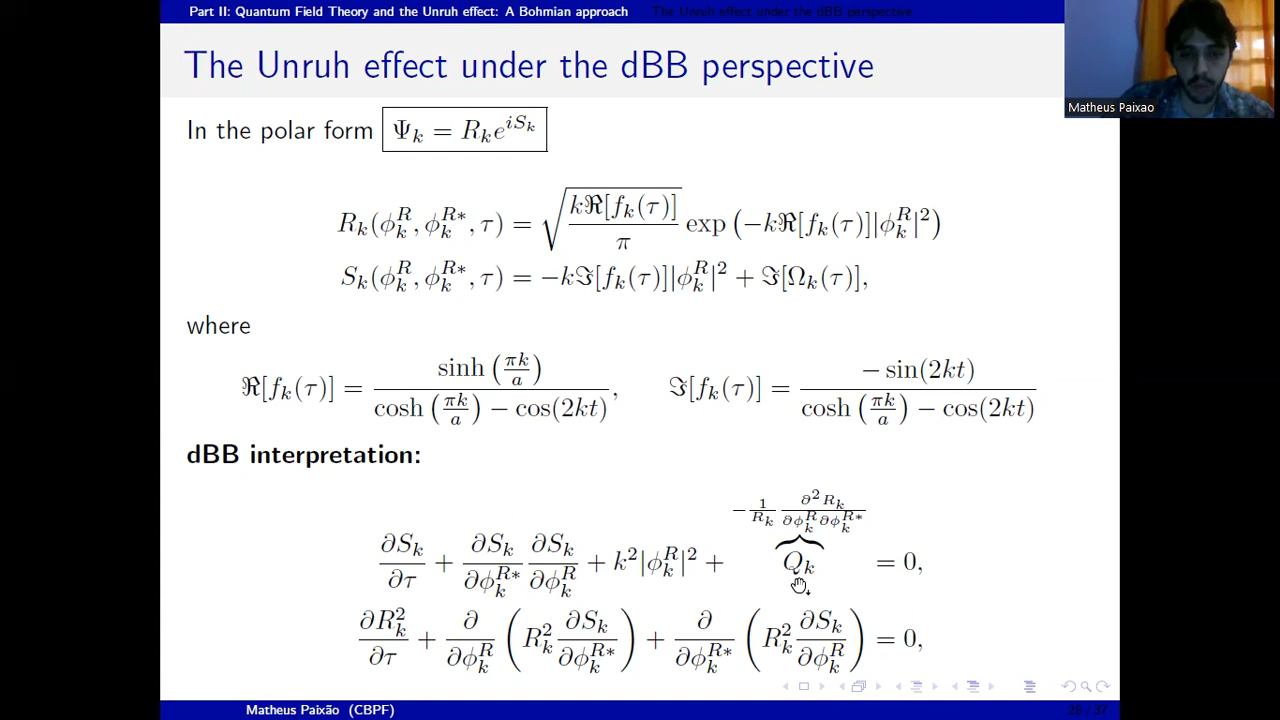 Part II: Quantum Field Theory and the Unruh effect: A Bohmian approach The Unruh effect under the dBB perspective
The Unruh effect under the dBB perspective
Matheus Paixao
In the polar form Ψ_k = R_k e^{iS_k}
R_k(ϕ_k^R, ϕ_k^{R*}, τ) = √(kℜ[f_k(τ)]/π) exp (−kℜ[f_k(τ)]|ϕ_k^R|²)
S_k(ϕ_k^R, ϕ_k^{R*}, τ) = −kℑ[f_k(τ)]|ϕ_k^R|² + ℑ[Ω_k(τ)],
where
ℜ[f_k(τ)] = sinh (πk/a) / (cosh (πk/a) − cos(2kt)), ℑ[f_k(τ)] = − sin(2kt) / (cosh (πk/a) − cos(2kt))
dBB interpretation:
−(1/R_k) ∂²R_k/(∂ϕ_k^R ∂ϕ_k^{R*})
∂S_k/∂τ + (∂S_k/∂ϕ_k^{R*}) (∂S_k/∂ϕ_k^R) + k²|ϕ_k^R|² + Q_k = 0,
∂R_k²/∂τ + ∂/∂ϕ_k^R (R_k² ∂S_k/∂ϕ_k^{R*}) + ∂/∂ϕ_k^{R*} (R_k² ∂S_k/∂ϕ_k^R) = 0,
Matheus Paixão (CBPF) 28 / 37